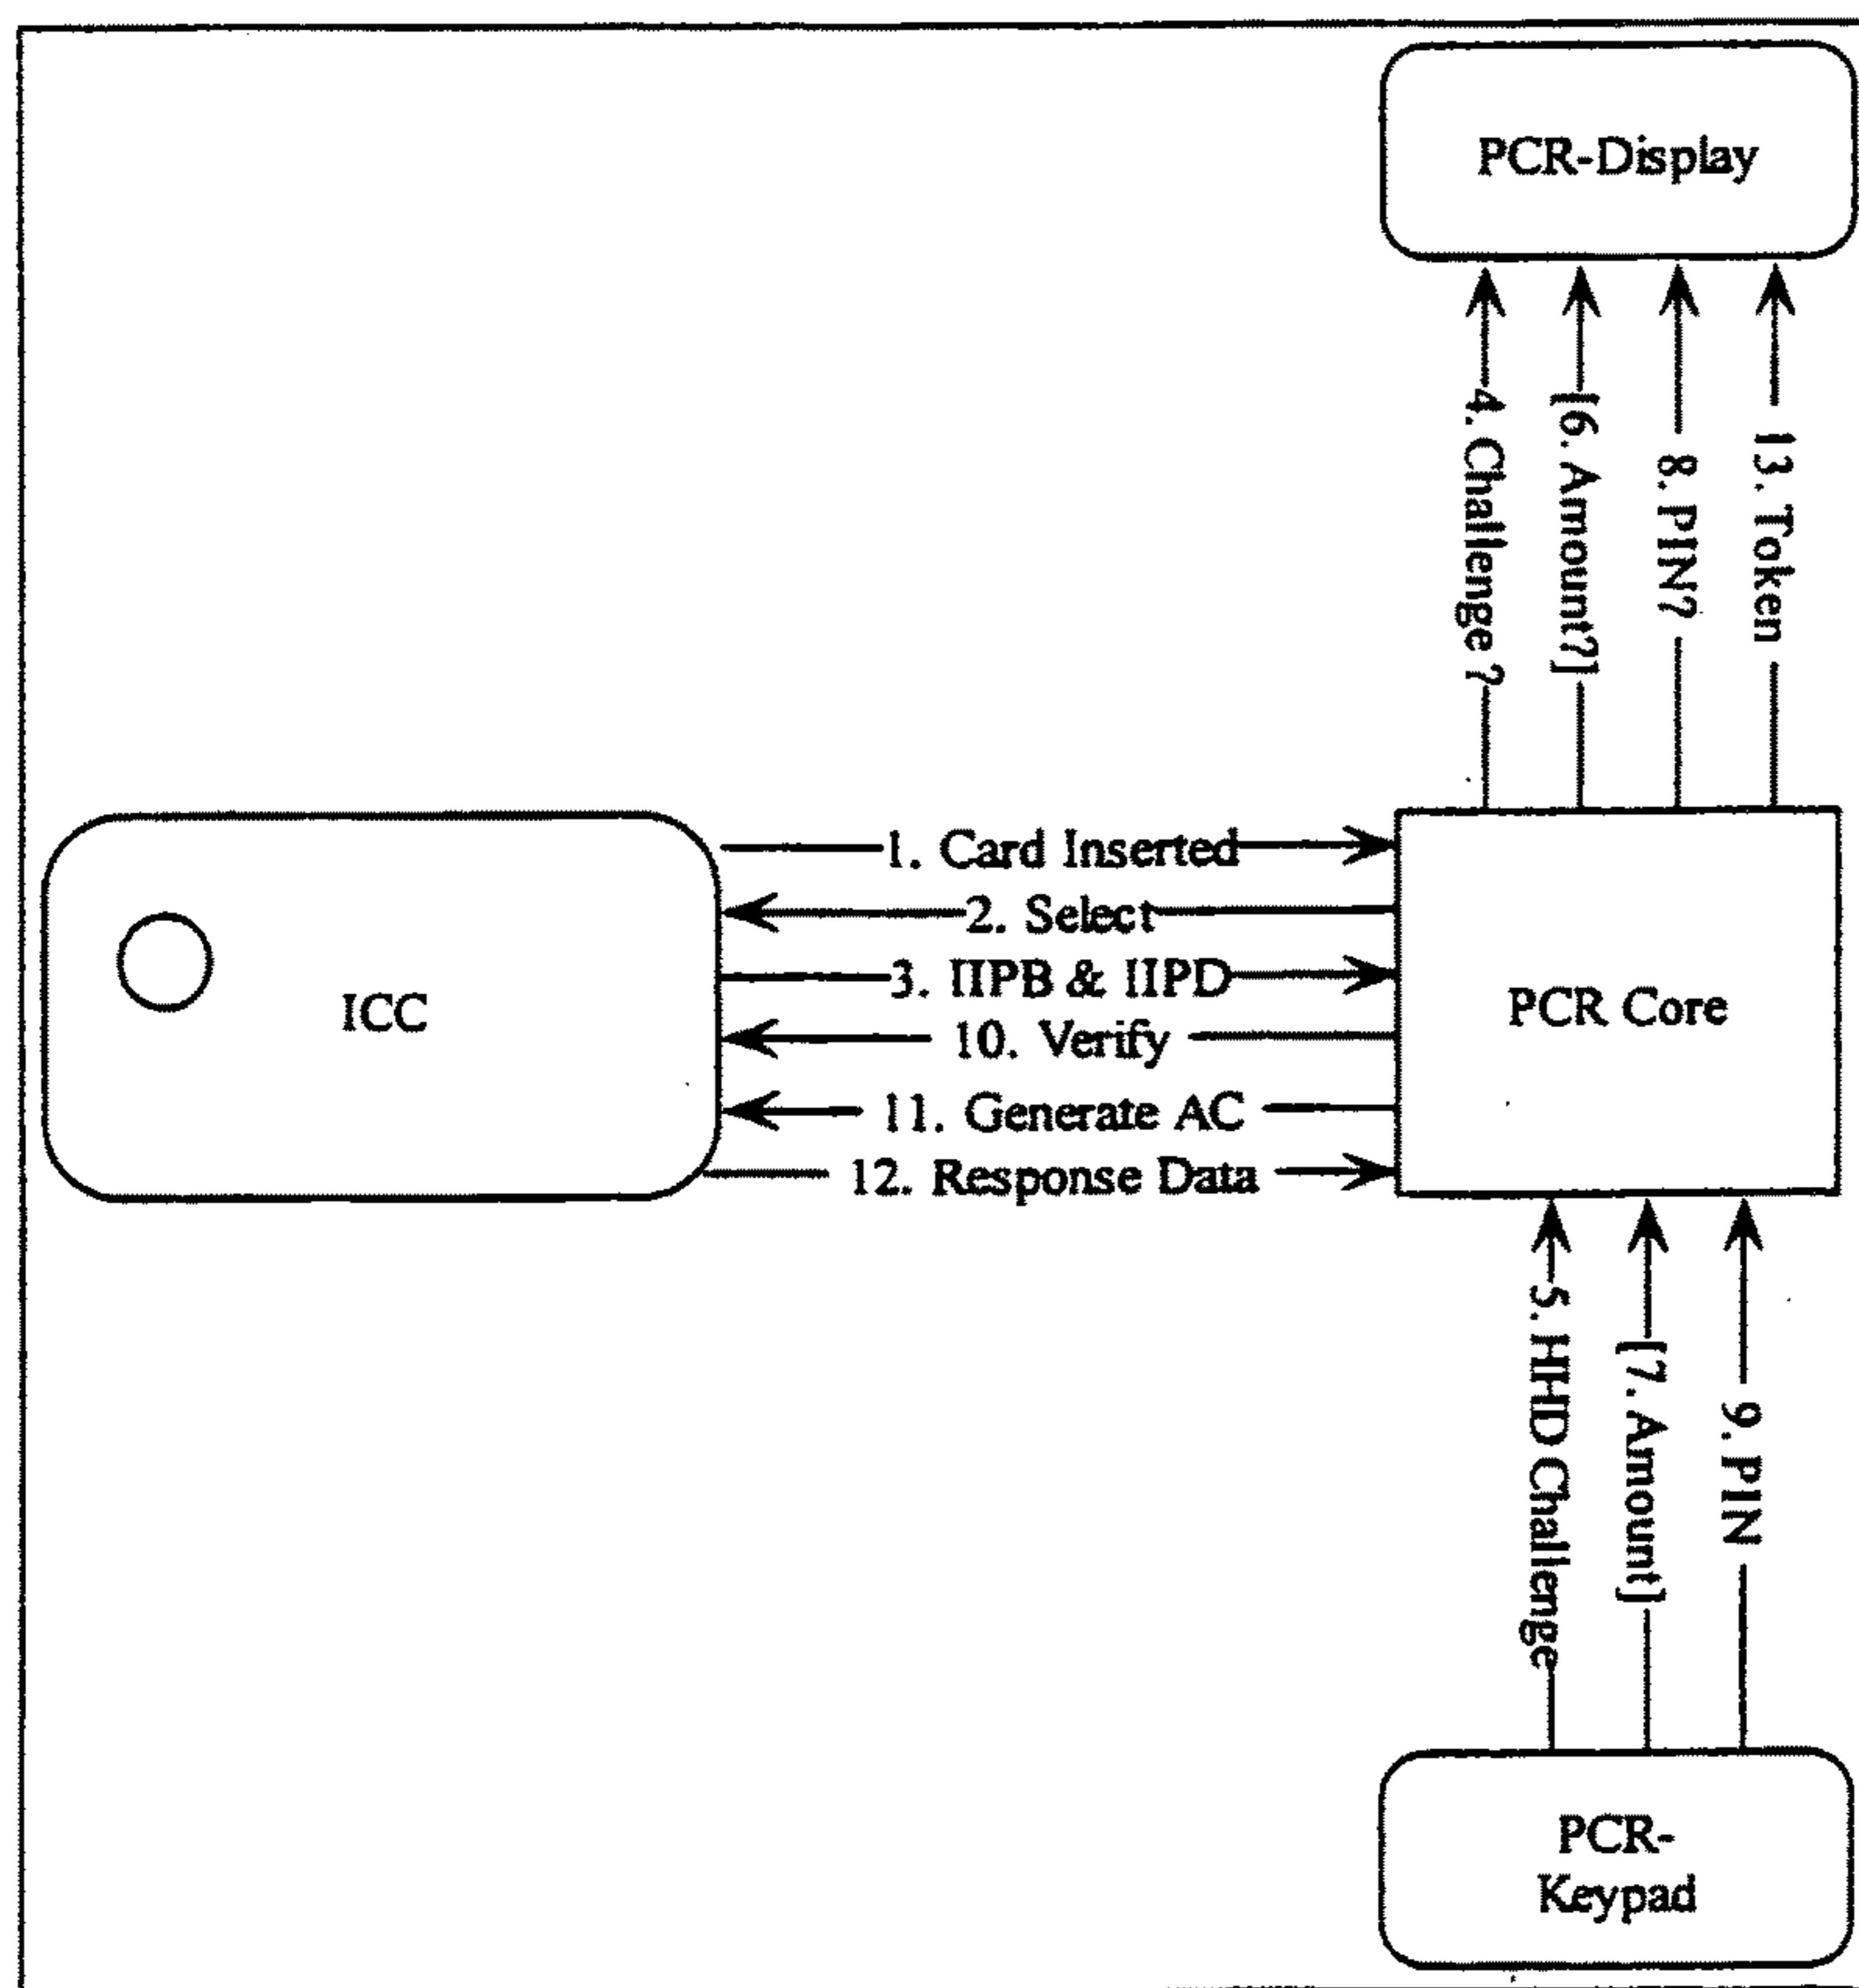 PCR-Display
4. Challenge ?
[6. Amount?]
8. PIN?
13. Token
1. Card Inserted
2. Select
3. IIPB & IIPD
10. Verify
11. Generate AC
12. Response Data
ICC
PCR Core
5. HHD Challenge
[7. Amount]
9. PIN
PCR-
Keypad